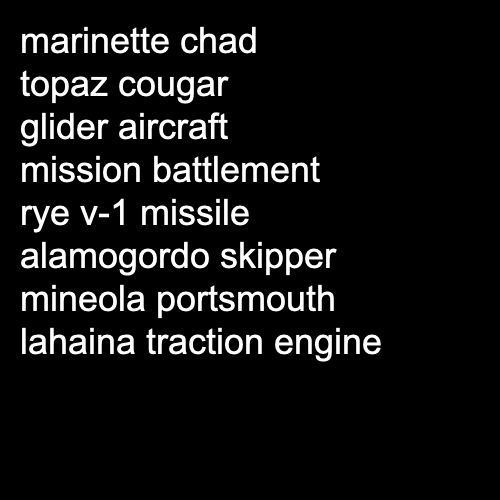 marinette chad
topaz cougar
glider aircraft
mission battlement
rye v-1 missile
alamogordo skipper
mineola portsmouth
lahaina traction engine